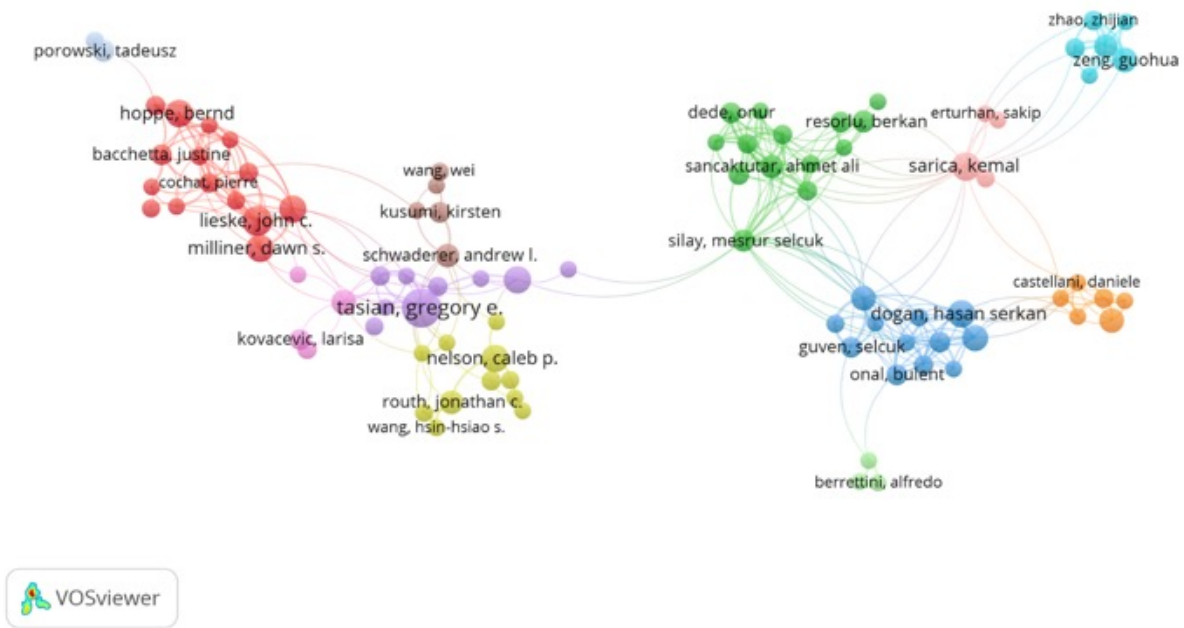 zhao, zhijian
porowski, tadeusz
zeng, guohua
hoppe, bernd
dede, onur
resorlu, berkan
erturhan, sakip
bacchetta, justine
sancaktutar, ahmet ali
sarica, kemal
wang, wei
cochat, pierre
kusumi, kirsten
lieske, john c.
silay, mesrur selcuk
milliner, dawn s.
schwaderer, andrew l.
castellani, daniele
tasian, gregory e.
dogan, hasan serkan
kovacevic, larisa
guven, selcuk
nelson, caleb p.
onal, bulent
routh, jonathan c.
wang, hsin-hsiao s.
berrettini, alfredo
VOSviewer